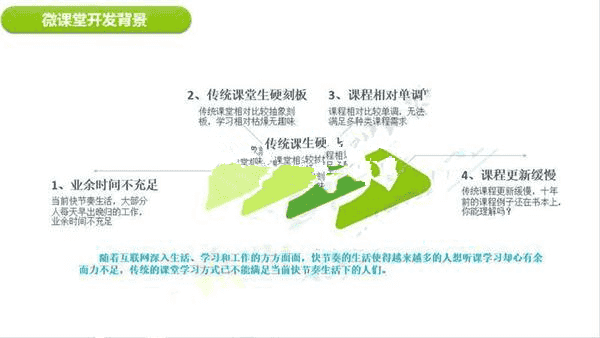 微课堂开发背景
2、传统课堂生硬刻板
传统课堂相对比较抽象刻
板，学习相对枯燥无趣味
3、课程相对单调
课程相对比较单调，无法
满足多种类课程需求
传统课生硬
1、业余时间不充足
当前快节奏生活，大部分
人每天早出晚归的工作，
业余时间不充足
4、课程更新缓慢
传统课程更新缓慢，十年
前的课程例子还在书本上，
你能理解吗？
随着互联网深入生活、学习和工作的方方面面，快节奏的生活使得越来越多的人想听课学习却心有余
而力不足，传统的课堂学习方式已不能满足当前快节奏生活下的人们。